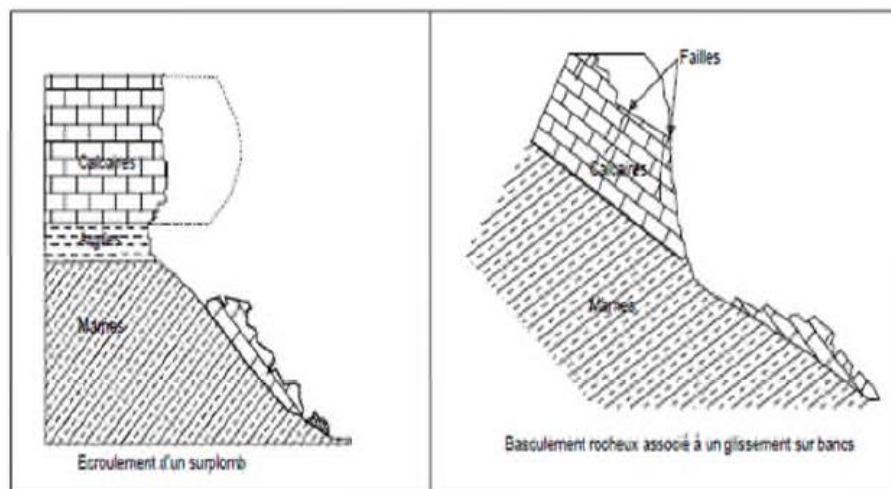 Calcaires
Argiles
Marnes
Ecroulement d'un surplomb
Failles
Calcaires
Marnes
Basculement rocheux associé à un glissement sur bancs